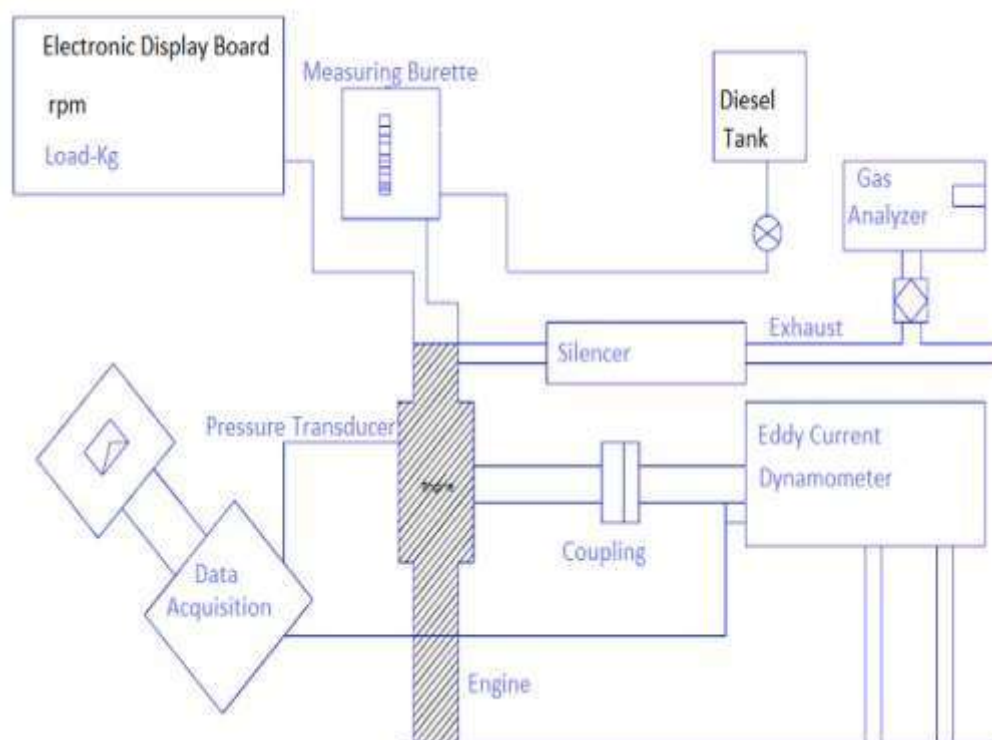 Electronic Display Board
rpm
Load-Kg
Measuring Burette
Diesel
Tank
Gas
Analyzer
Exhaust
Silencer
Pressure Transducer
Engine
Eddy Current
Dynamometer
Coupling
Data
Acquisition
Engine